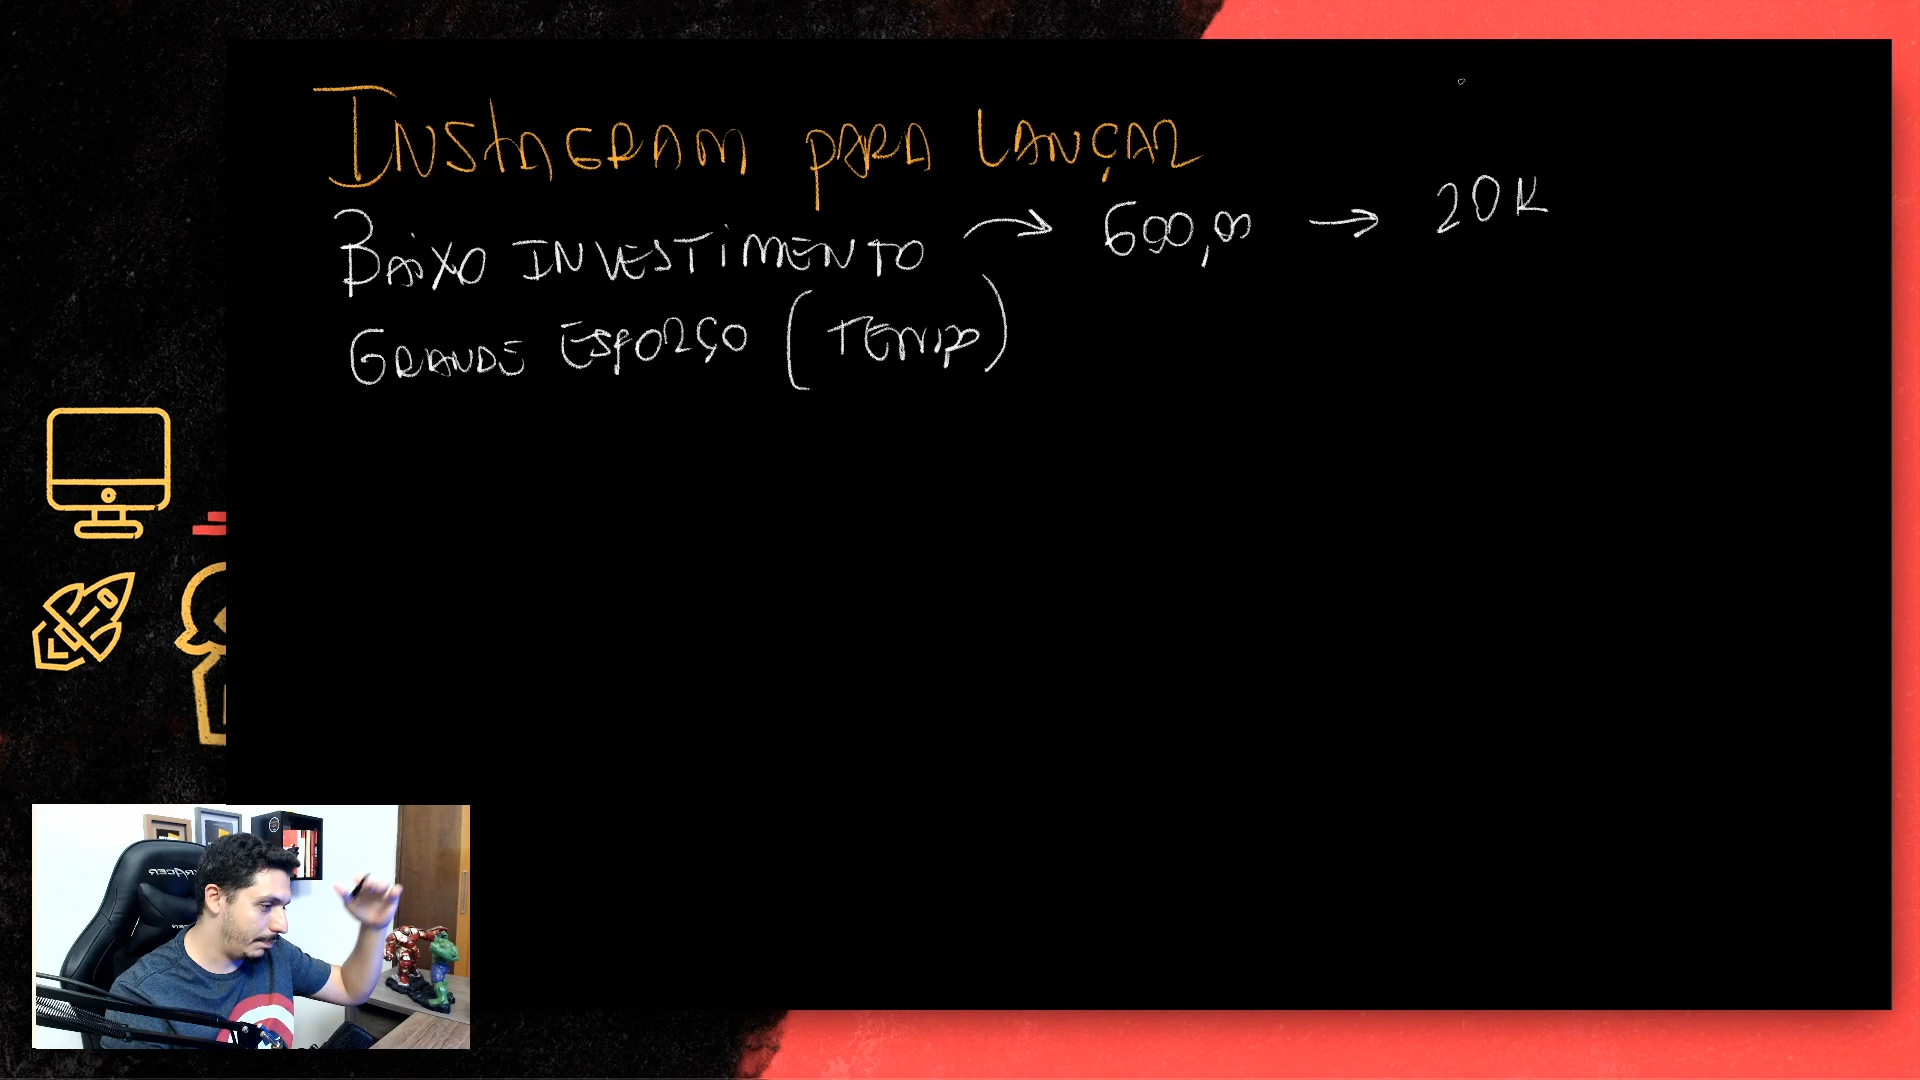 INSTAGRAM PARA LANÇAR
BAIXO INVESTIMENTO → 600,00 → 20K
GRANDE ESFORÇO (TEMPO)